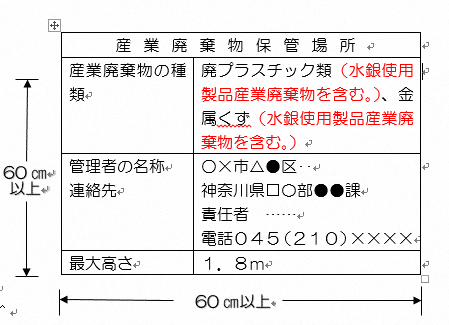 産業廃棄物保管場所
産業廃棄物の種
類
廃プラスチック類（水銀使用
製品産業廃棄物を含む。）、金
属くず（水銀使用製品産業廃
棄物を含む。）
管理者の名称
連絡先
〇×市△●区‥
神奈川県□〇部●●課
責任者　……
電話０４５（２１０）××××
最大高さ
１．８ｍ
60㎝
以上
60㎝以上